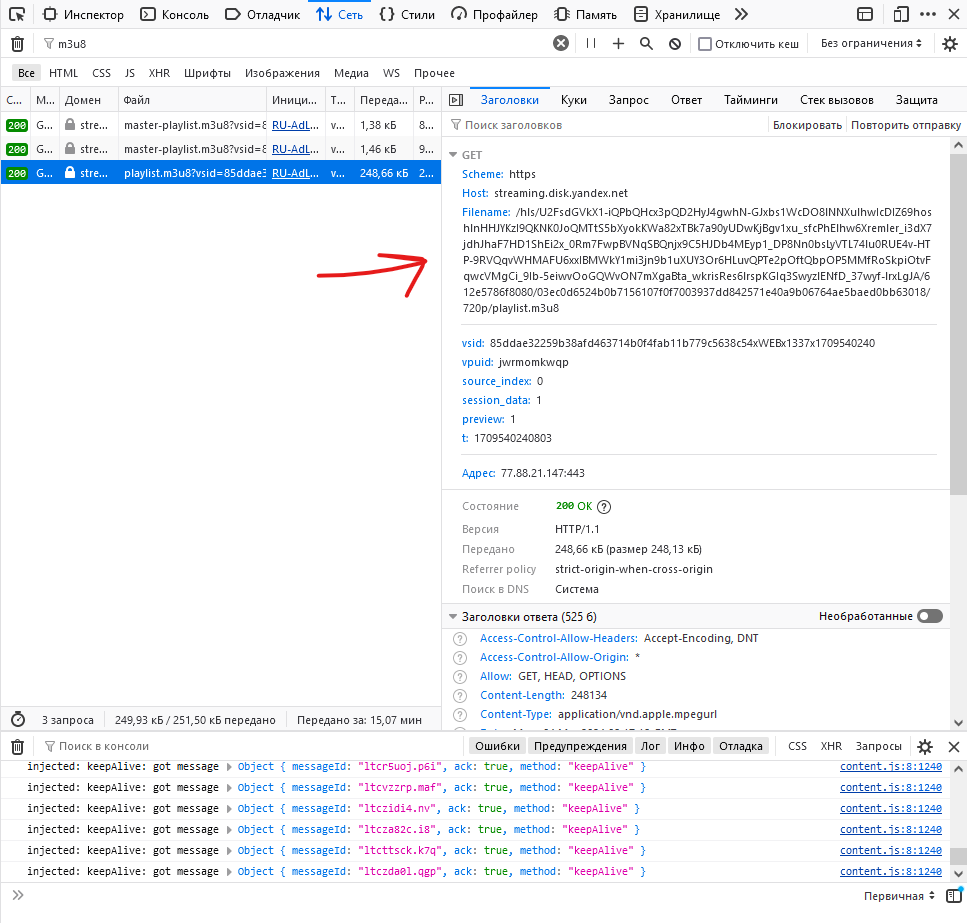 Инспектор Консоль Отладчик Сеть Стили Профайлер Память Хранилище
m3u8 Отключить кеш Без ограничения
Все HTML CSS JS XHR Шрифты Изображения Медиа WS Прочее
С... М... Домен Файл Иници... Т... Переда... Р...
200 G... stre... master-playlist.m3u8?vsid=8 RU-AdL... v... 1,38 кБ 8...
200 G... stre... master-playlist.m3u8?vsid=8 RU-AdL... v... 1,46 кБ 9...
200 G... stre... playlist.m3u8?vsid=85ddae3 RU-AdL... v... 248,66 кБ 2...
3 запроса 249,93 кБ / 251,50 кБ передано Передано за: 15,07 мин
Заголовки Куки Запрос Ответ Тайминги Стек вызовов Защита
Поиск заголовков Блокировать Повторить отправку
GET
Scheme: https
Host: streaming.disk.yandex.net
Filename:
720p/playlist.m3u8
vsid: 85ddae32259b38afd463714b0f4fab11b779c5638c54xWEBx1337x1709540240
vpuid: jwrmomkwqp
source_index: 0
session_data: 1
preview: 1
t: 1709540240803
Адрес: 77.88.21.147:443
Состояние 200 OK
Версия HTTP/1.1
Передано 248,66 кБ (размер 248,13 кБ)
Referrer policy strict-origin-when-cross-origin
Поиск в DNS Система
Заголовки ответа (525 б) Необработанные
Access-Control-Allow-Headers: Accept-Encoding, DNT
Access-Control-Allow-Origin: *
Allow: GET, HEAD, OPTIONS
Content-Length: 248134
Content-Type: application/vnd.apple.mpegurl
Поиск в консоли Ошибки Предупреждения Лог Инфо Отладка CSS XHR Запросы
injected: keepAlive: got message Object { messageId: "ltcr5uoj.p6i", ack: true, method: "keepAlive" } content.js:8:1240
injected: keepAlive: got message Object { messageId: "ltcvzzrp.maf", ack: true, method: "keepAlive" } content.js:8:1240
injected: keepAlive: got message Object { messageId: "ltczidi4.nv", ack: true, method: "keepAlive" } content.js:8:1240
injected: keepAlive: got message Object { messageId: "ltcza82c.i8", ack: true, method: "keepAlive" } content.js:8:1240
injected: keepAlive: got message Object { messageId: "ltcttsck.k7q", ack: true, method: "keepAlive" } content.js:8:1240
injected: keepAlive: got message Object { messageId: "ltczda0l.qgp", ack: true, method: "keepAlive" } content.js:8:1240
Первичная